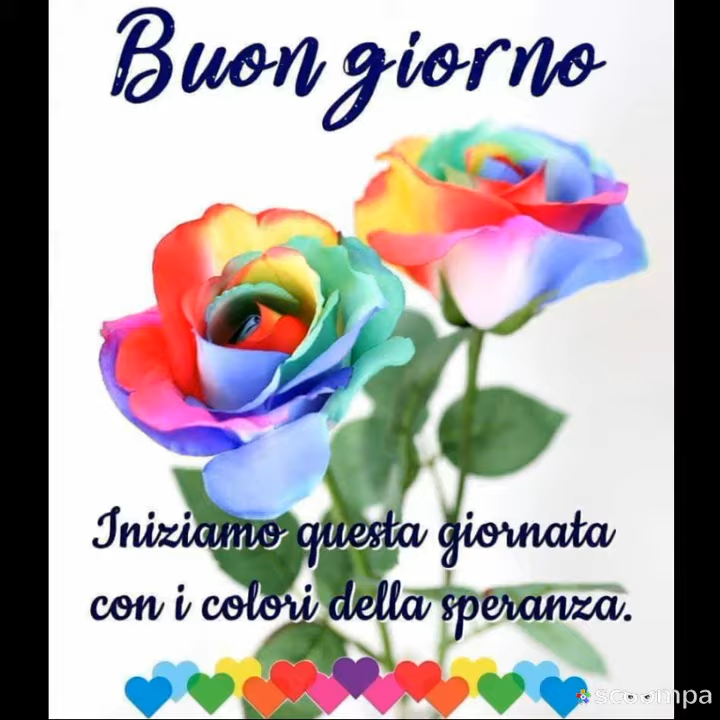 Buon giorno
Iniziamo questa giornata
con i colori della speranza.
scoompa